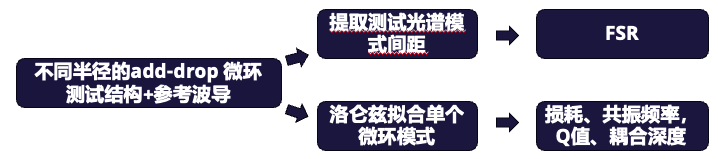 不同半径的add-drop 微环
测试结构+参考波导
提取测试光谱模
式间距
FSR
洛仑兹拟合单个
微环模式
损耗、共振频率，
Q值、耦合深度